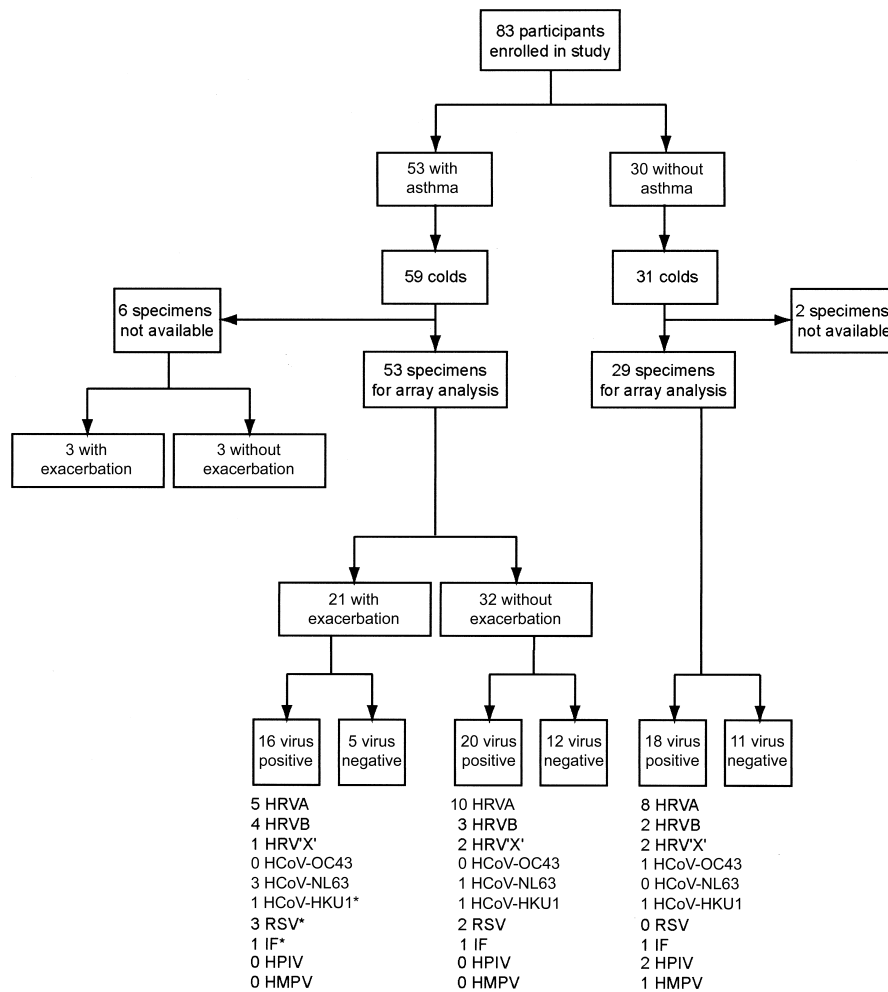 83 participants
enrolled in study
53 with
asthma
30 without
asthma
59 colds
31 colds
6 specimens
not available
2 specimens
not available
53 specimens
for array analysis
29 specimens
for array analysis
3 with
exacerbation
3 without
exacerbation
21 with
exacerbation
32 without
exacerbation
16 virus
positive
5 virus
negative
20 virus
positive
12 virus
negative
18 virus
positive
11 virus
negative
5 HRVA
4 HRVB
1 HRV'X'
0 HCoV-OC43
3 HCoV-NL63
1 HCoV-HKU1*
3 RSV*
1 IF*
0 HPIV
0 HMPV
10 HRVA
3 HRVB
2 HRV'X'
0 HCoV-OC43
1 HCoV-NL63
1 HCoV-HKU1
2 RSV
1 IF
0 HPIV
0 HMPV
8 HRVA
2 HRVB
2 HRV'X'
1 HCoV-OC43
0 HCoV-NL63
1 HCoV-HKU1
0 RSV
1 IF
2 HPIV
1 HMPV